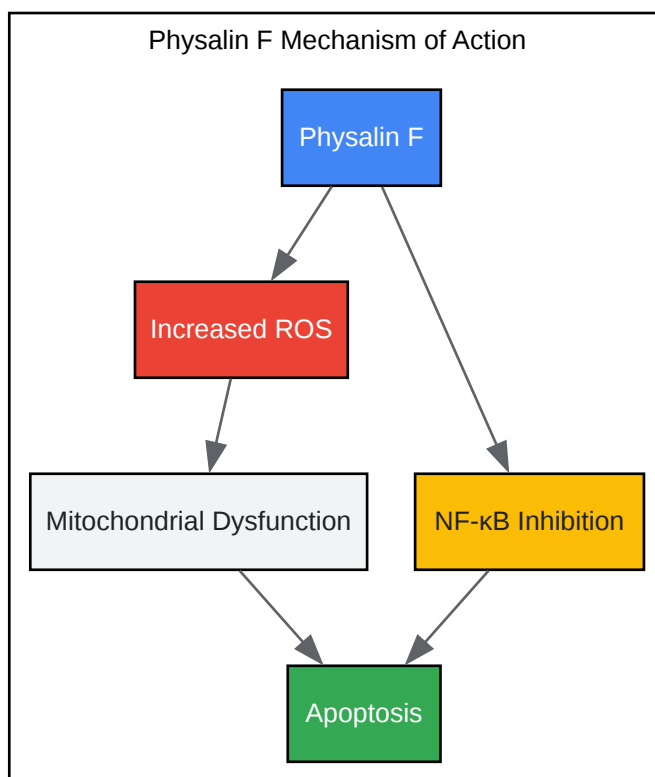 Physalin F Mechanism of Action
Physalin F
Increased ROS
Mitochondrial Dysfunction
NF-κB Inhibition
Apoptosis